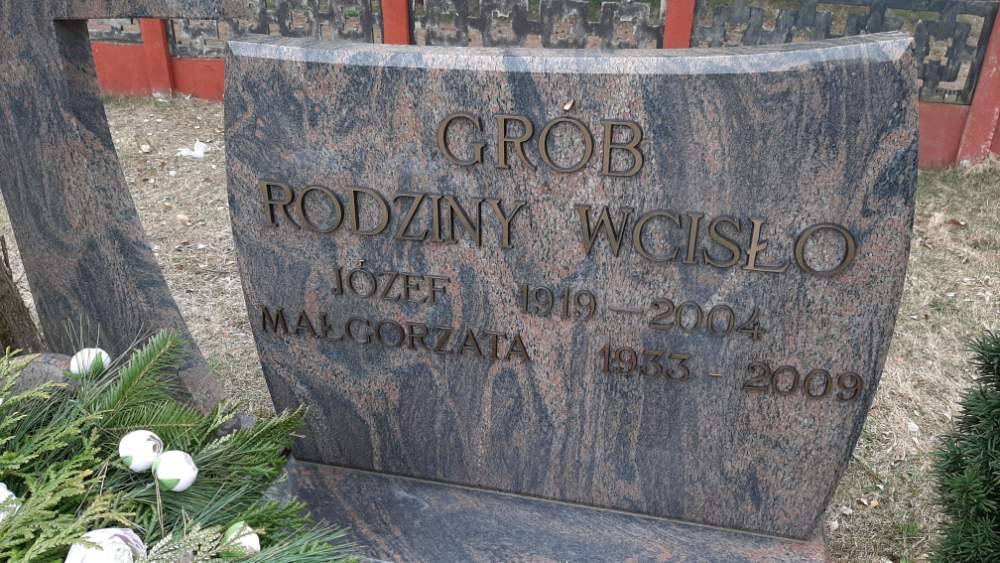 GRÓB
RODZINY WCISŁO
JÓZEF 1919 – 2004
MAŁGORZATA 1933 - 2009